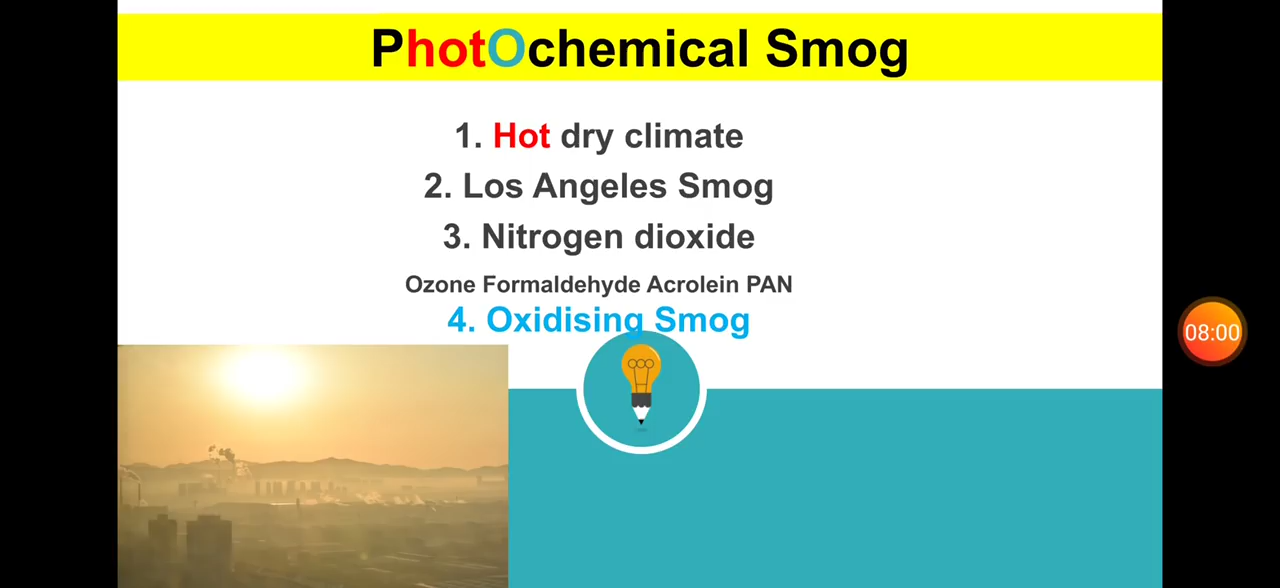 PhotOchemical Smog
1. Hot dry climate
2. Los Angeles Smog
3. Nitrogen dioxide
Ozone Formaldehyde Acrolein PAN
4. Oxidising Smog
08:00